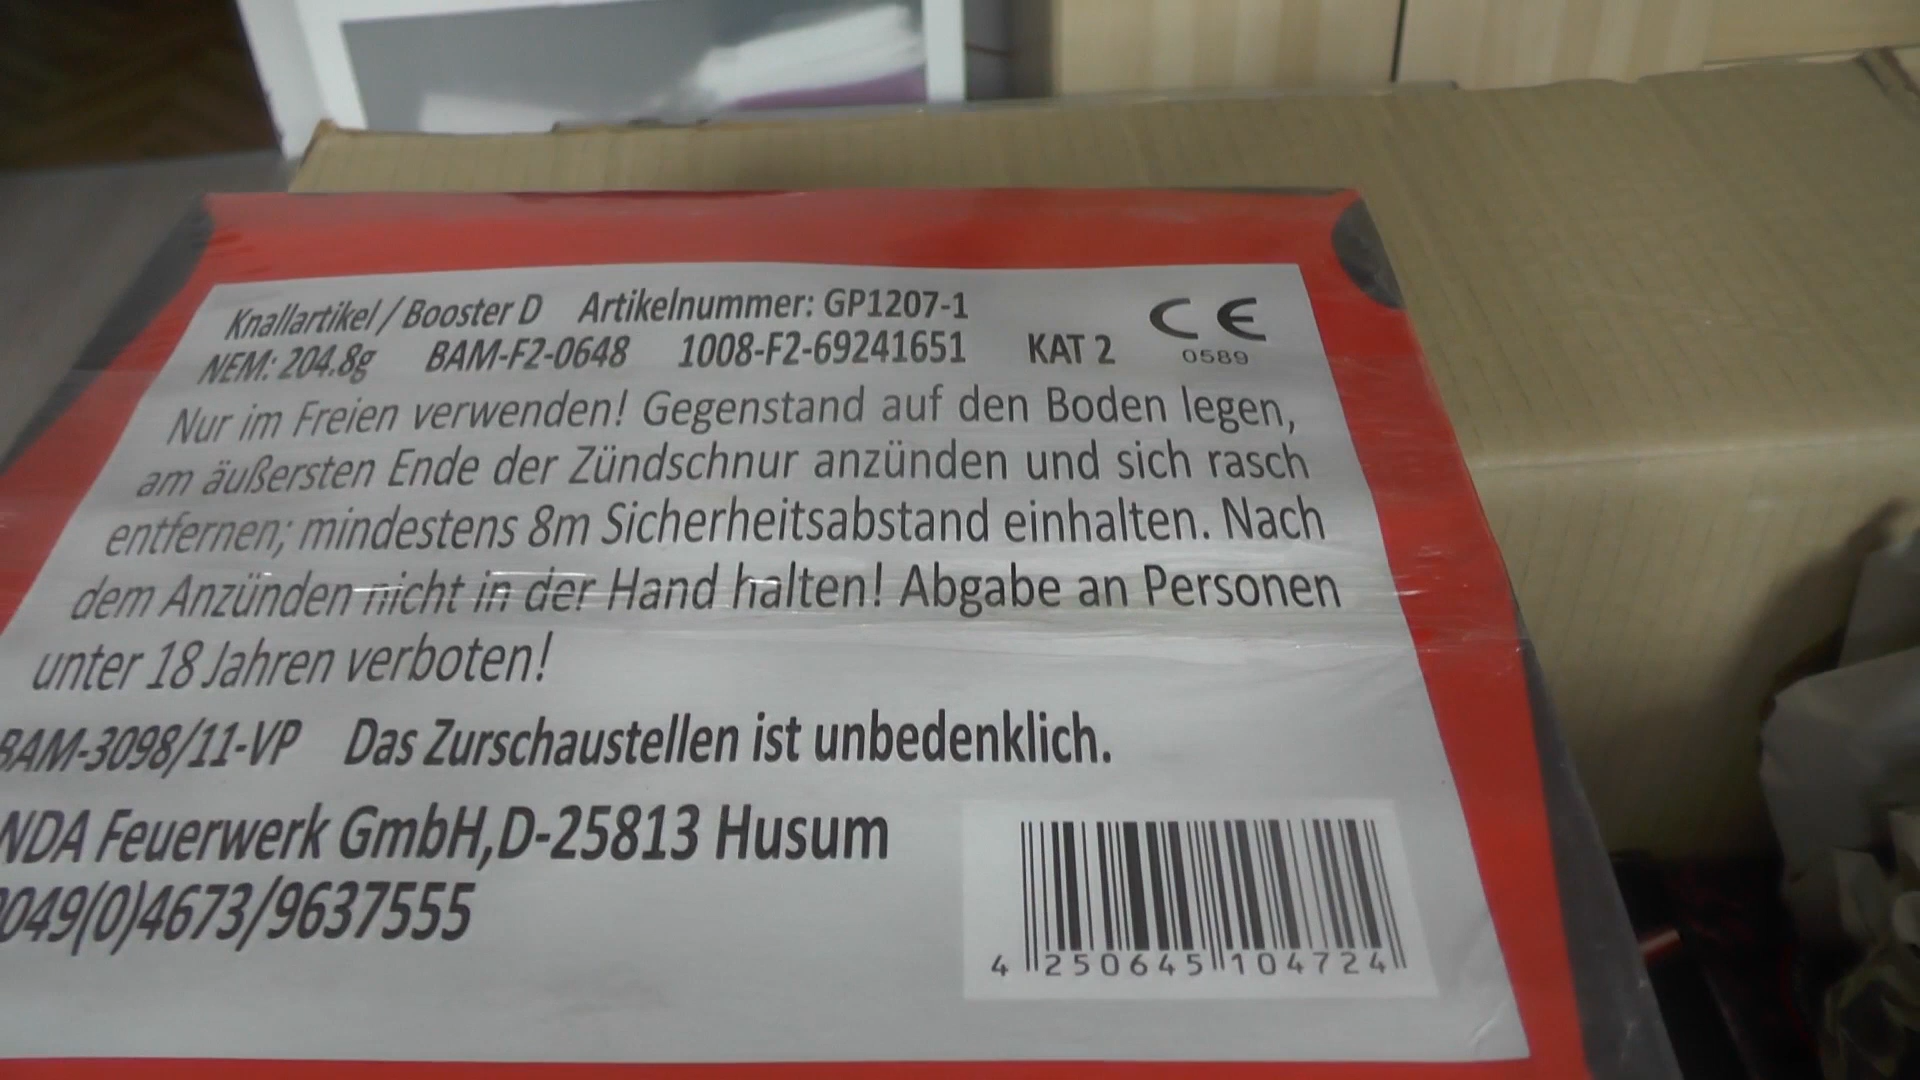 Knallartikel / Booster D Artikelnummer: GP1207-1
NEM: 204.8g BAM-F2-0648 1008-F2-69241651 KAT 2 CE 0589
Nur im Freien verwenden! Gegenstand auf den Boden legen,
am äußersten Ende der Zündschnur anzünden und sich rasch
entfernen; mindestens 8m Sicherheitsabstand einhalten. Nach
dem Anzünden nicht in der Hand halten! Abgabe an Personen
unter 18 Jahren verboten!
BAM-3098/11-VP Das Zurschaustellen ist unbedenklich.
NDA Feuerwerk GmbH,D-25813 Husum
049(0)4673/9637555
4 250645 104724